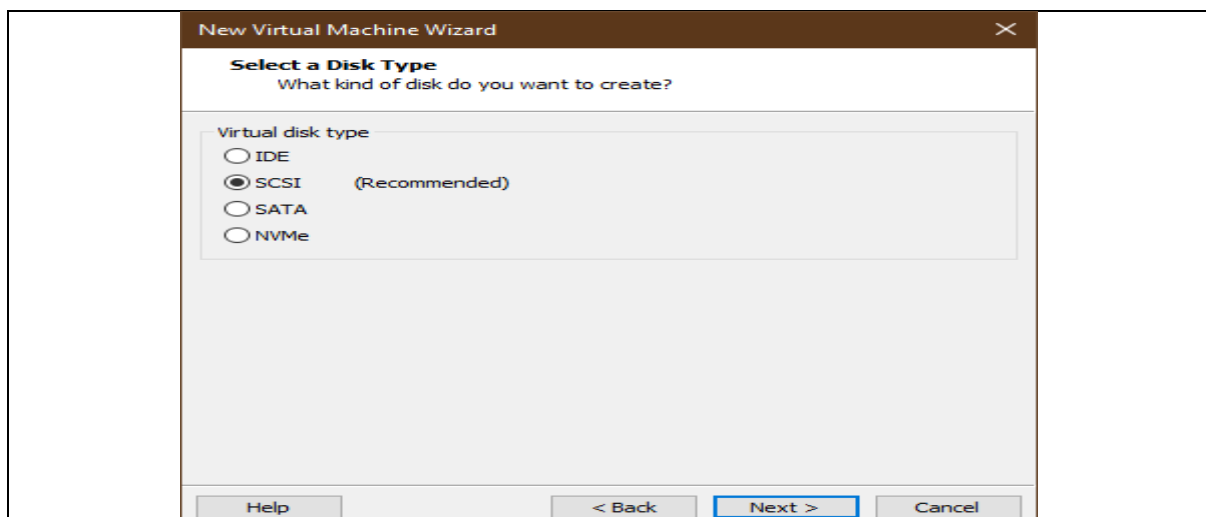 New Virtual Machine Wizard
Select a Disk Type
What kind of disk do you want to create?
Virtual disk type
IDE
SCSI (Recommended)
SATA
NVMe
Help < Back Next > Cancel